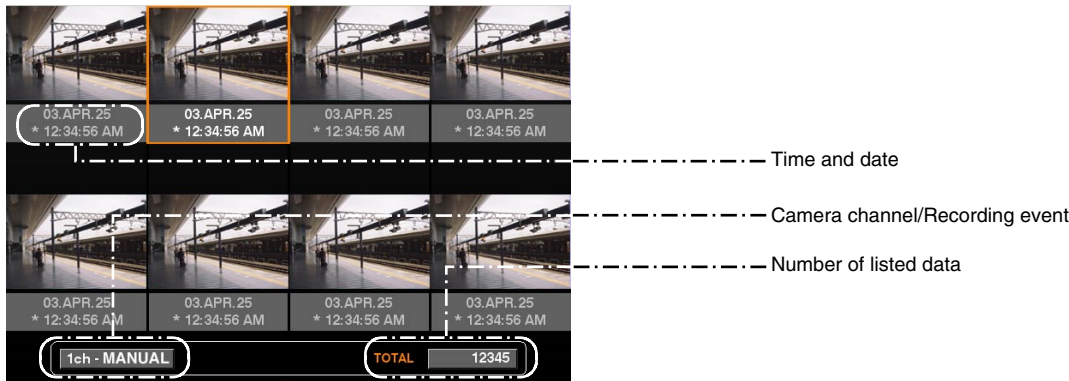 03.APR.25 03.APR.25 03.APR.25 03.APR.25
* 12:34:56 AM * 12:34:56 AM * 12:34:56 AM * 12:34:56 AM
Time and date
Camera channel/Recording event
Number of listed data
03.APR.25 03.APR.25 03.APR.25 03.APR.25
* 12:34:56 AM * 12:34:56 AM * 12:34:56 AM * 12:34:56 AM
1ch - MANUAL TOTAL 12345